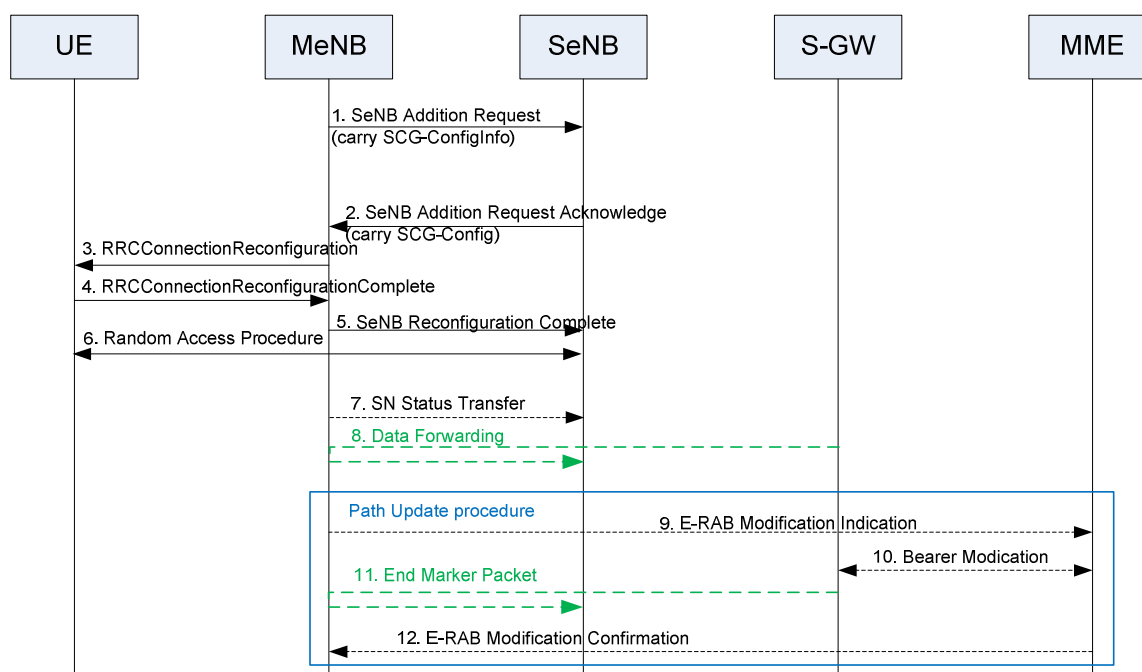 UE
MeNB
SeNB
S-GW
MME
1. SeNB Addition Request
(carry SCG-ConfigInfo)
2. SeNB Addition Request Acknowledge
(carry SCG-Config)
3. RRCConnectionReconfiguration
4. RRCConnectionReconfigurationComplete
5. SeNB Reconfiguration Complete
6. Random Access Procedure
7. SN Status Transfer
8. Data Forwarding
Path Update procedure
9. E-RAB Modification Indication
10. Bearer Modication
11. End Marker Packet
12. E-RAB Modification Confirmation